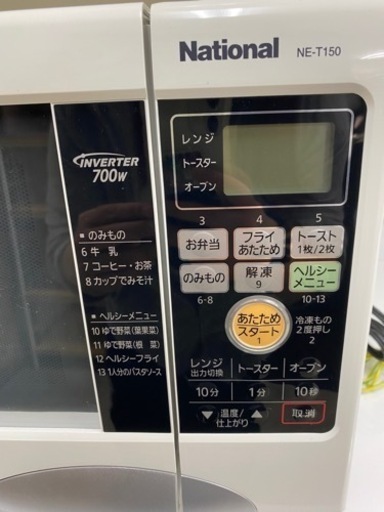 National NE-T150
INVERTER
700W
■のみもの
6 牛 乳
7 コーヒー・お茶
8 カップでみそ汁
■ヘルシーメニュー
10 ゆで野菜(葉果菜)
11 ゆで野菜(根 菜)
12 ヘルシーフライ
13 1人分のパスタソース
レンジ
トースター
オーブン
3 4 5
お弁当
フライ
あたため
トースト
1枚/2枚
のみもの
解凍
9
ヘルシー
メニュー
6-8 10-13
あたため
スタート
1
冷凍もの
2度押し
2
レンジ
出力切換
トースター
オーブン
10分 1分 10秒
▼ 温度/ ▲
仕上がり
取消